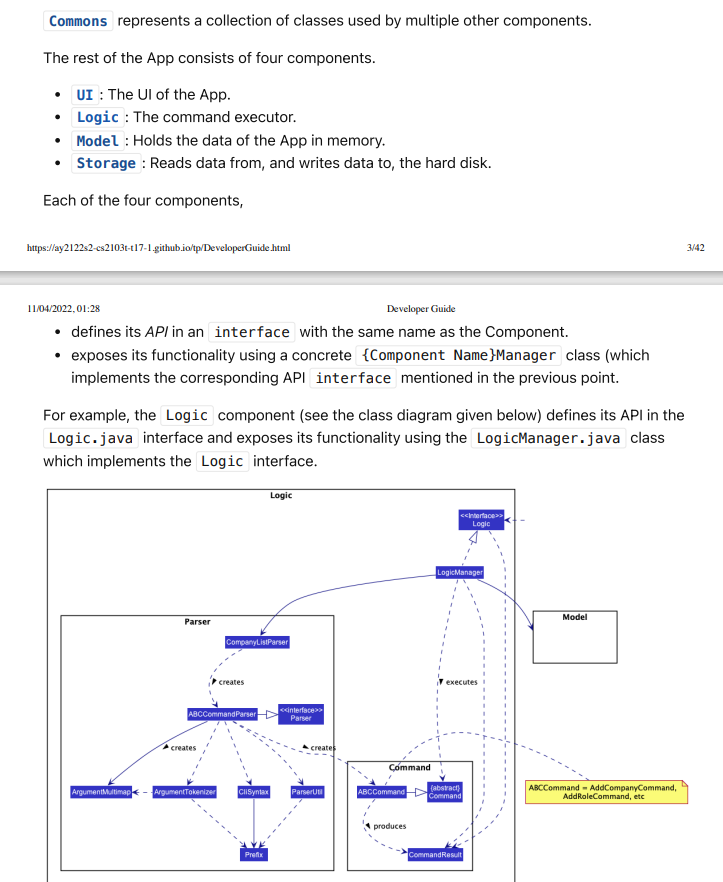 Commons represents a collection of classes used by multiple other components.
The rest of the App consists of four components.
• UI : The UI of the App.
• Logic : The command executor.
• Model : Holds the data of the App in memory.
• Storage : Reads data from, and writes data to, the hard disk.
Each of the four components,
https://ay2122s2-cs2103t-t17-1.github.io/tp/DeveloperGuide.html 3/42
11/04/2022, 01:28 Developer Guide
• defines its API in an interface with the same name as the Component.
• exposes its functionality using a concrete {Component Name}Manager class (which
implements the corresponding API interface mentioned in the previous point.
For example, the Logic component (see the class diagram given below) defines its API in the
Logic.java interface and exposes its functionality using the LogicManager.java class
which implements the Logic interface.
Logic
<<Interface>>
Logic
LogicManager
Model
Parser
CompanyListParser
creates
executes
ABCCommandParser
<<Interface>>
Parser
creates
creates
Command
ArgumentMultimap
ArgumentTokenizer
CliSyntax
ParserUtil
ABCCommand
{abstract}
Command
ABCCommand = AddCompanyCommand,
AddRoleCommand, etc
produces
Prefix
CommandResult